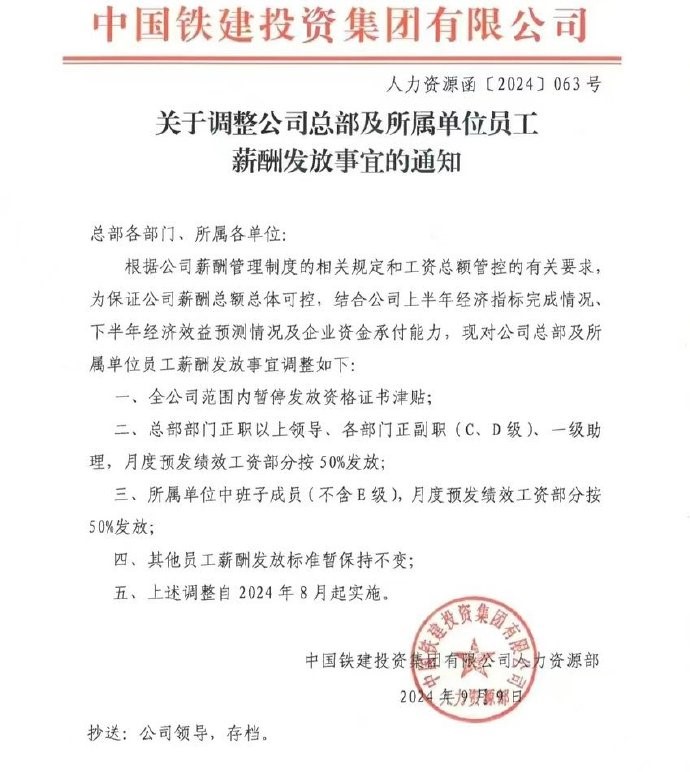 中国铁建投资集团有限公司
人力资源函〔2024〕063号
关于调整公司总部及所属单位员工
薪酬发放事宜的通知
总部各部门、所属各单位:
根据公司薪酬管理制度的相关规定和工资总额管控的有关要求，
为保证公司薪酬总额总体可控，结合公司上半年经济指标完成情况、
下半年经济效益预测情况及企业资金承付能力，现对公司总部及所
属单位员工薪酬发放事宜调整如下:
一、全公司范围内暂停发放资格证书津贴;
二、总部部门正职以上领导、各部门正副职(C、D级)、一级助
理，月度预发绩效工资部分按50%发放;
三、所属单位中班子成员(不含E级),月度预发绩效工资部分按
50%发放;
四、其他员工薪酬发放标准暂保持不变;
五、上述调整自2024年8月起实施。
中国铁建投资集团有限公司人力资源部
2024年9月9日
中国铁建投资集团有限公司
人力资源部
抄送: 公司领导，存档。